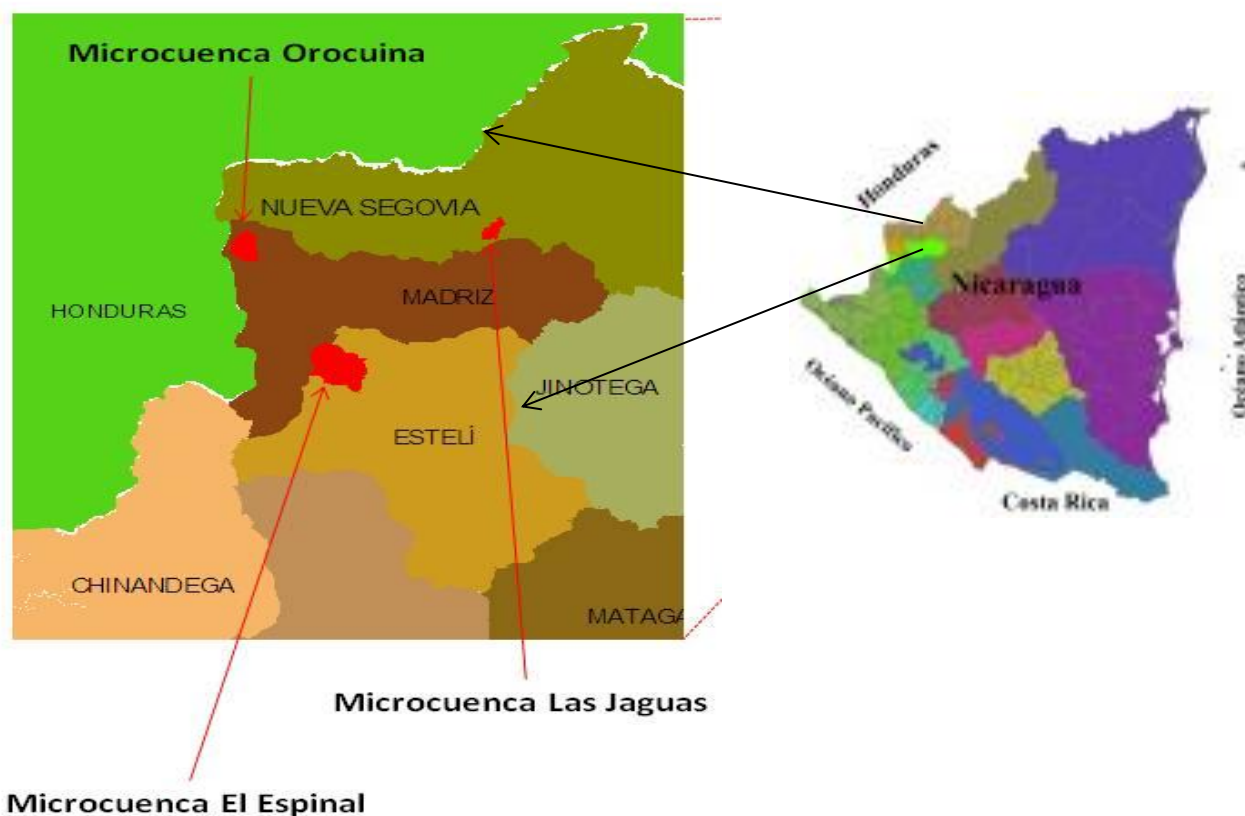 Microcuenca Orocuina
NUEVA SEGOVIA
HONDURAS
MADRIZ
JINOTEGA
ESTELÍ
CHINANDEGA
MATAGA
Microcuenca Las Jaguas
Microcuenca El Espinal
Honduras
Nicaragua
Océano Pacífico
Océano Atlántico
Costa Rica